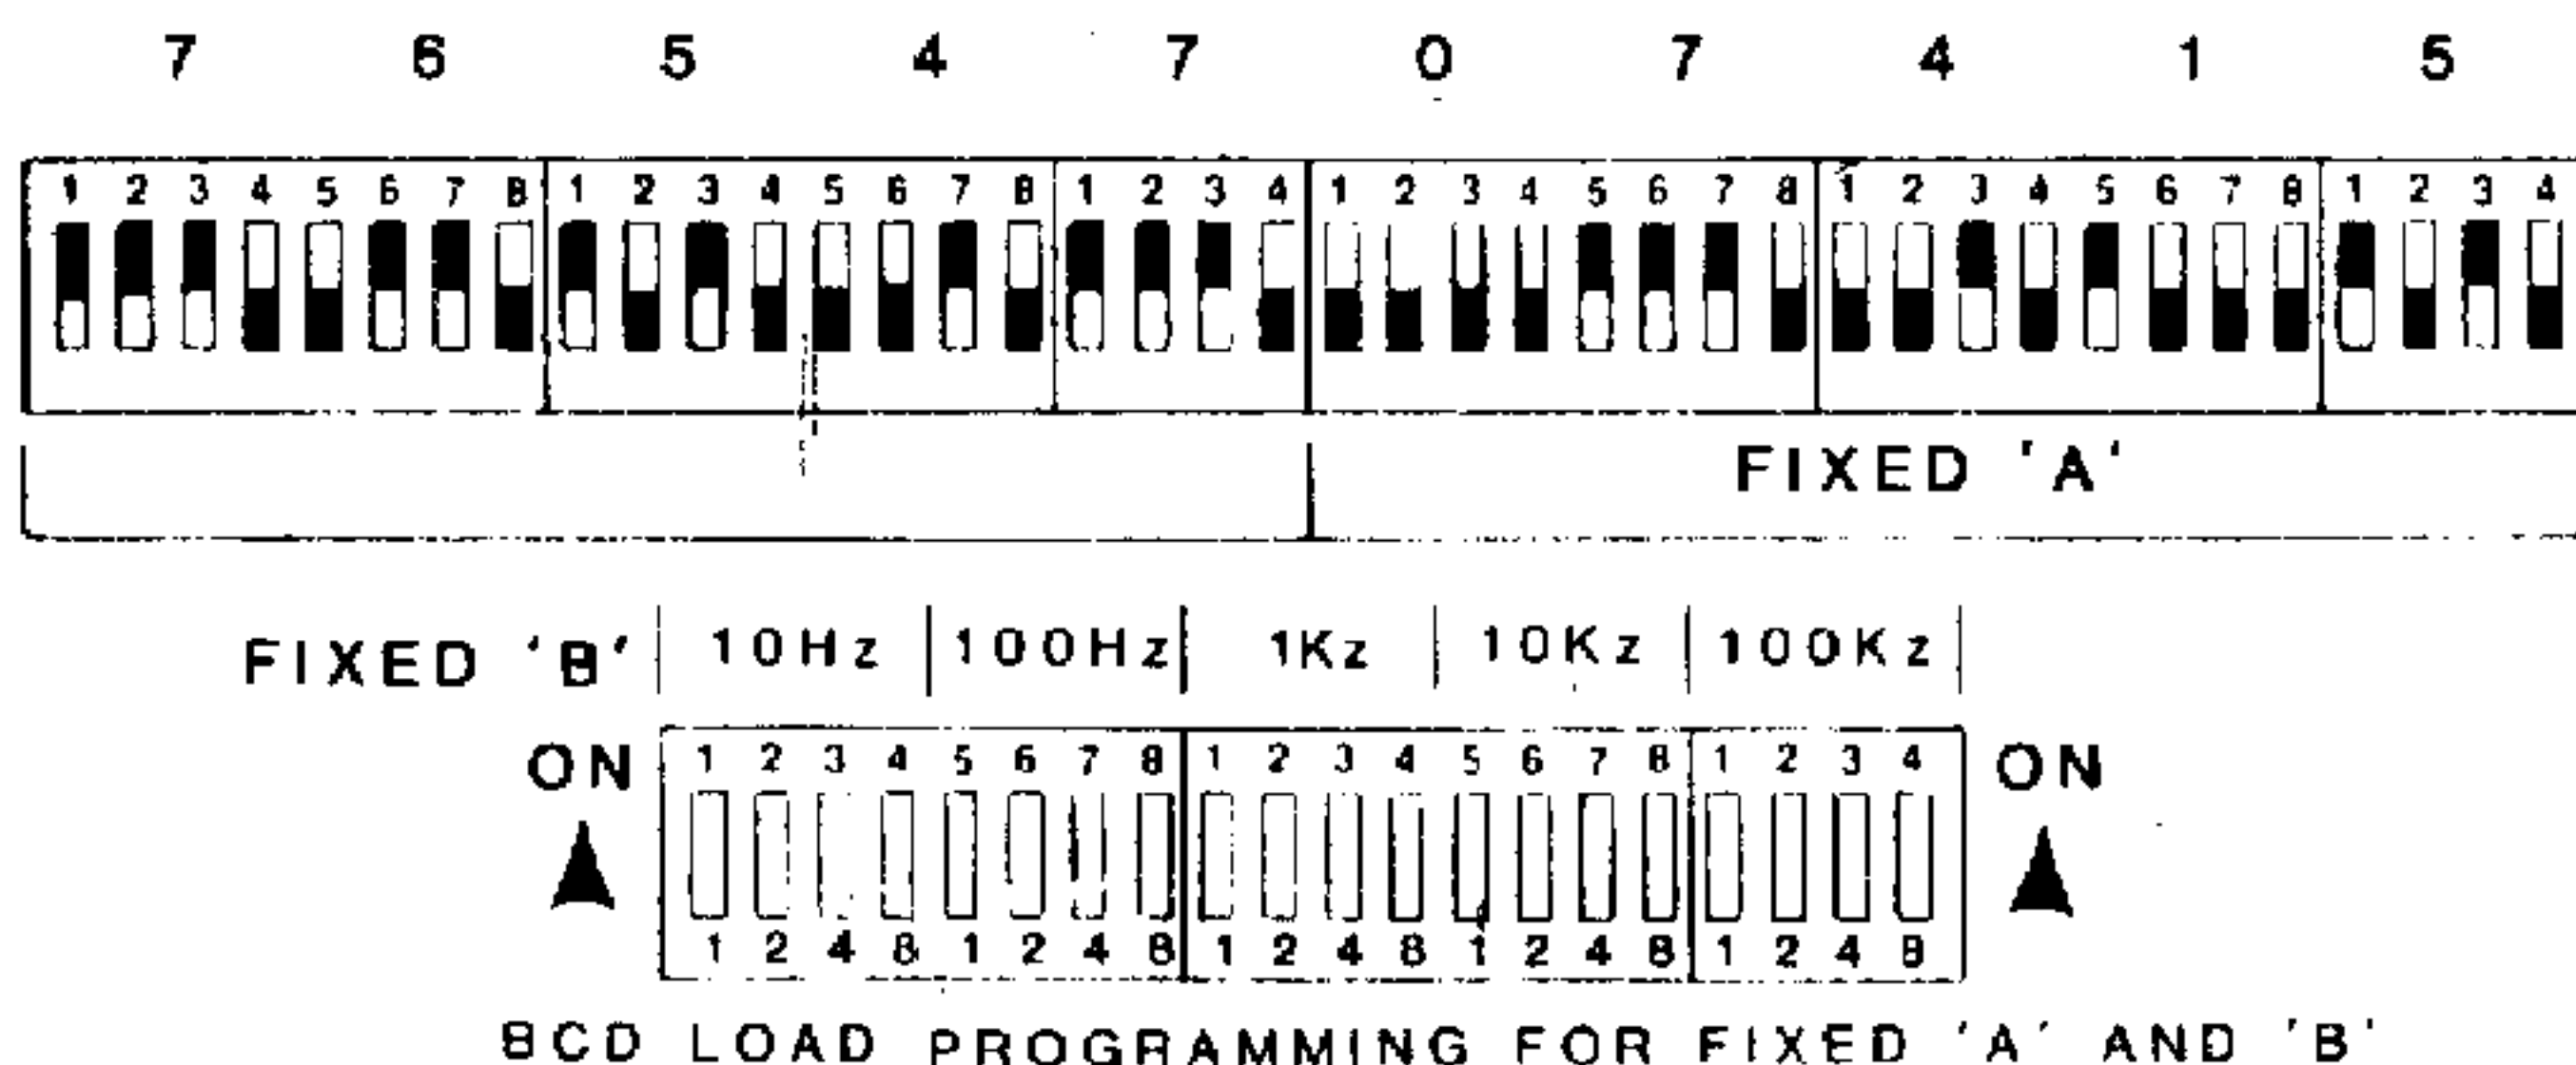 7 6 5 4 7 0 7 4 1 5
1 2 3 4 5 6 7 8 1 2 3 4 5 6 7 8 1 2 3 4 1 2 3 4 5 6 7 8 1 2 3 4 5 6 7 8 1 2 3 4
FIXED 'A'
FIXED 'B' 10Hz 100Hz 1Kz 10Kz 100Kz
ON 1 2 3 4 5 6 7 8 1 2 3 4 5 6 7 8 1 2 3 4 ON
1 2 4 8 1 2 4 8 1 2 4 8 1 2 4 8 1 2 4 8
BCD LOAD PROGRAMMING FOR FIXED 'A' AND 'B'